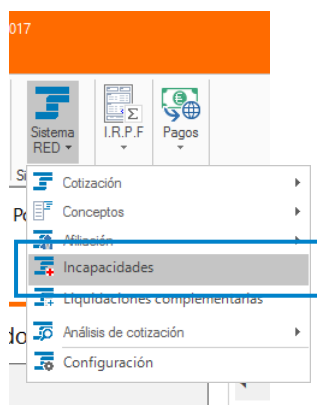 017
Sistema
RED
I.R.P.F
Pagos
Cotización
Conceptos
Afiliación
Incapacidades
Liquidaciones complementarias
Análisis de cotización
Configuración